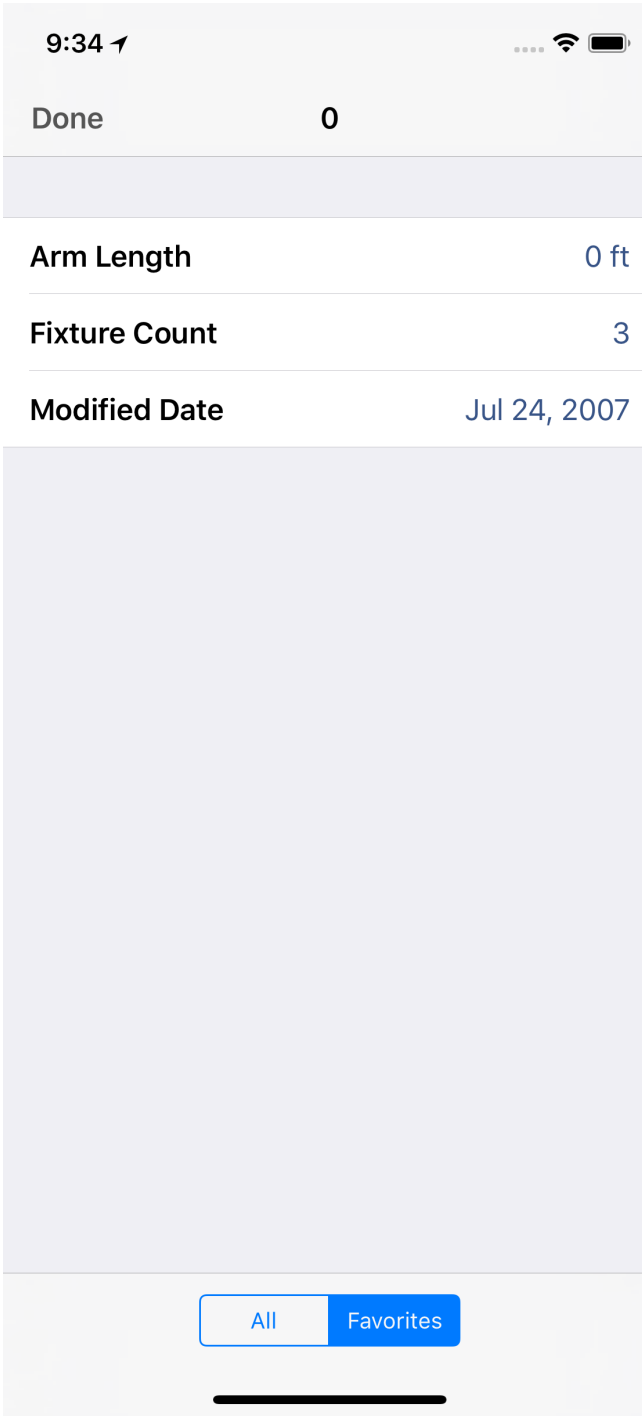 9:34
Done 0
Arm Length 0 ft
Fixture Count 3
Modified Date Jul 24, 2007
All Favorites